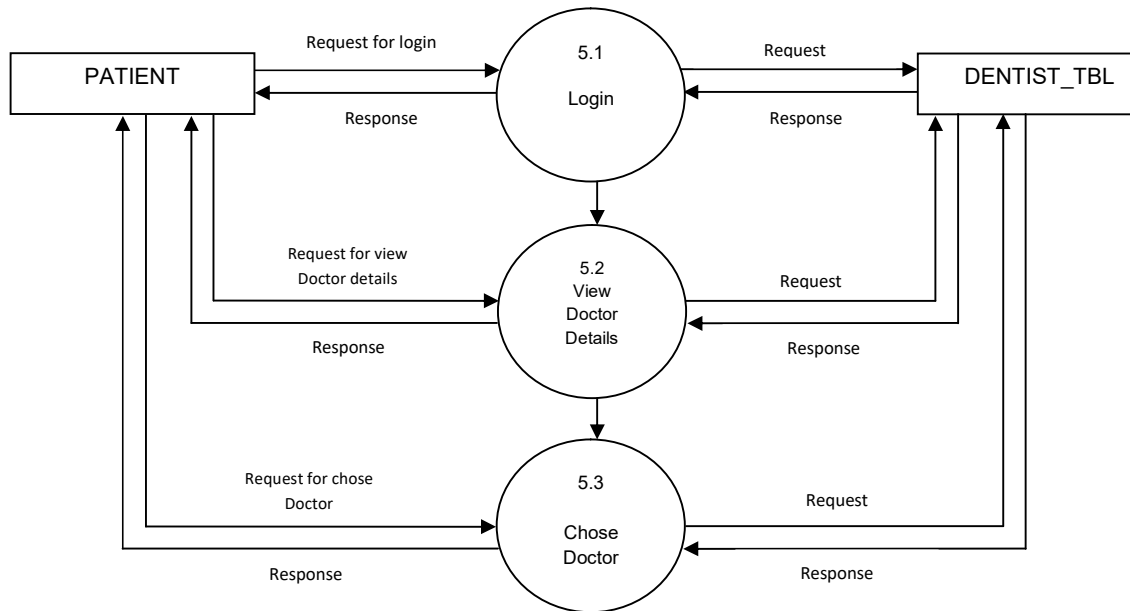 Request for login
5.1
Request
PATIENT
DENTIST_TBL
Login
Response
Response
Request for view
Doctor details
5.2
View
Doctor
Details
Request
Response
Response
Request for chose
Doctor
5.3
Chose
Doctor
Request
Response
Response